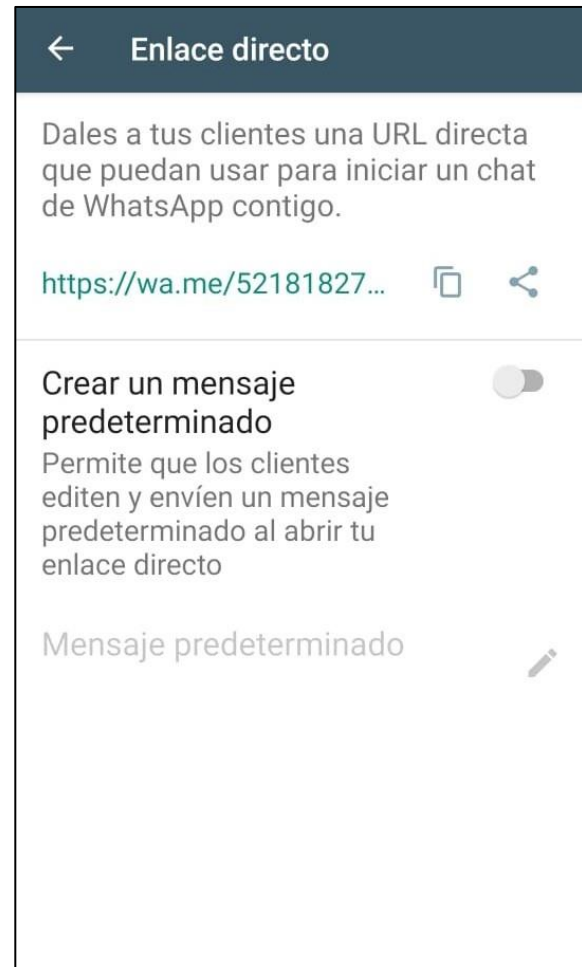 Enlace directo
Dales a tus clientes una URL directa
que puedan usar para iniciar un chat
de WhatsApp contigo.
https://wa.me/52181827...
Crear un mensaje
predeterminado
Permite que los clientes
editen y envíen un mensaje
predeterminado al abrir tu
enlace directo
Mensaje predeterminado